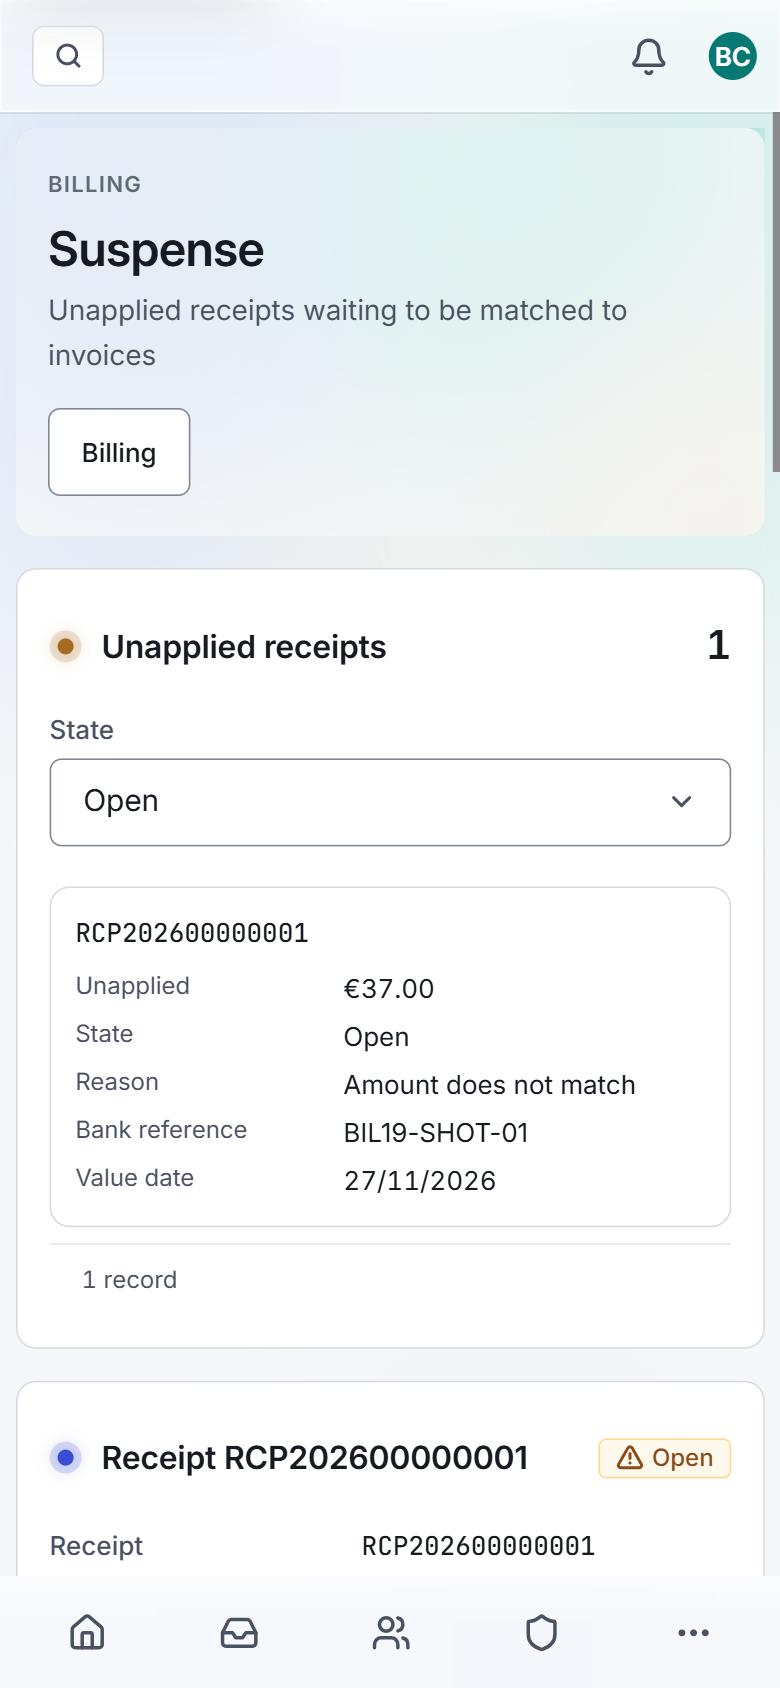 BC
BILLING
Suspense
Unapplied receipts waiting to be matched to
invoices
Billing
Unapplied receipts 1
State
Open
RCP202600000001
Unapplied €37.00
State Open
Reason Amount does not match
Bank reference BIL19-SHOT-01
Value date 27/11/2026
1 record
Receipt RCP202600000001 Open
Receipt RCP202600000001